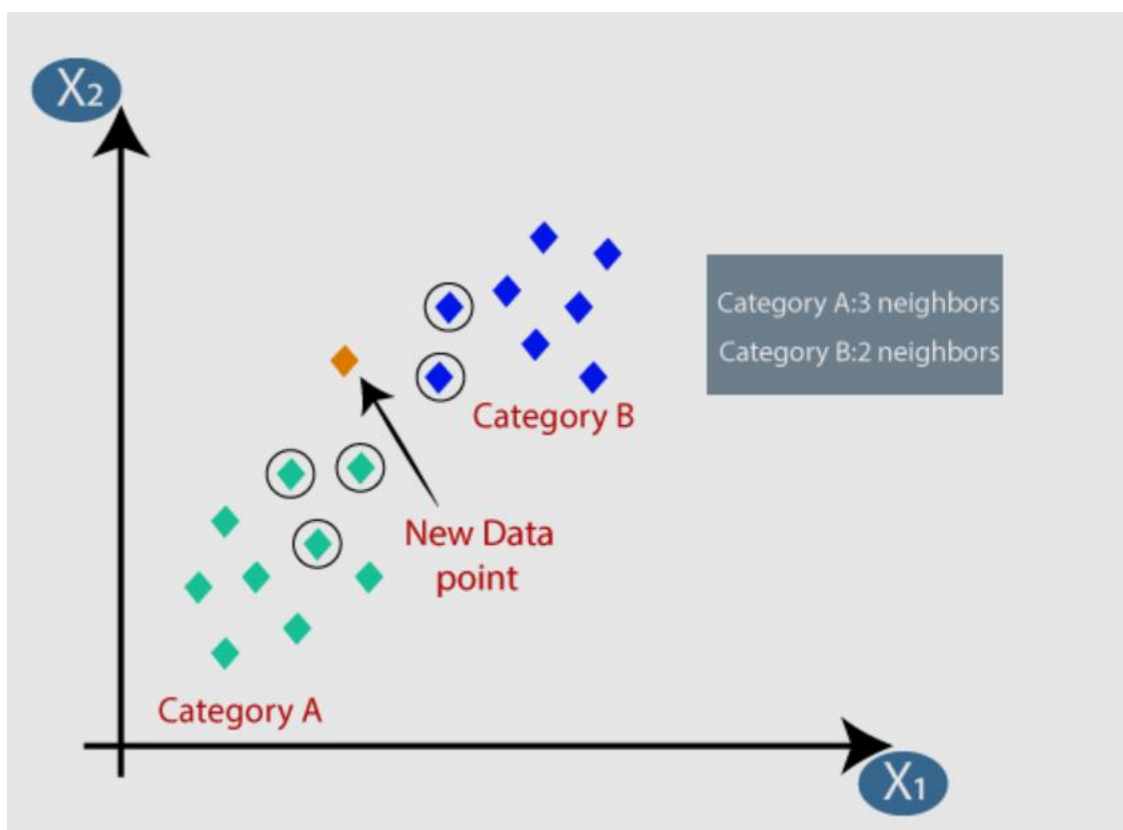 X₂
Category A:3 neighbors
Category B:2 neighbors
Category B
New Data
point
Category A
X₁